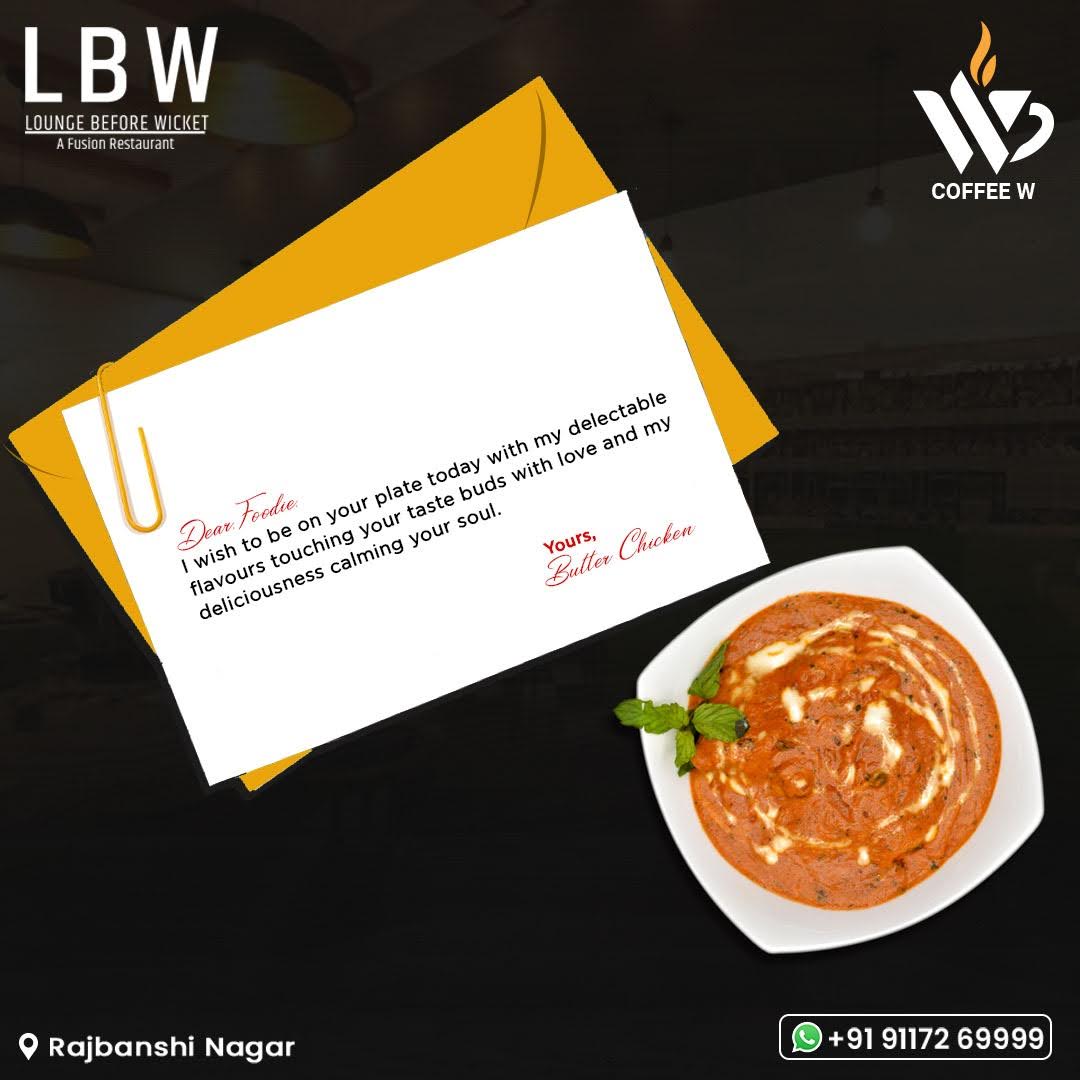 LBW
LOUNGE BEFORE WICKET
A Fusion Restaurant
COFFEE W
Dear Foodie,
I wish to be on your plate today with my delectable
flavours touching your taste buds with love and my
deliciousness calming your soul.
Yours,
Butter Chicken
Rajbanshi Nagar
+91 91172 69999